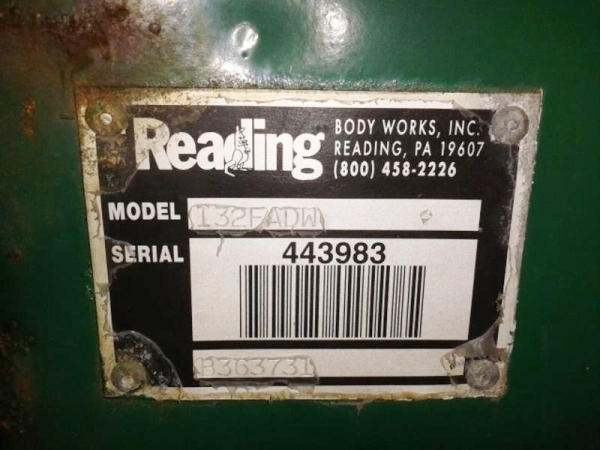 Reading
BODY WORKS, INC.
READING, PA 19607
(800) 458-2226
MODEL 132FADW
SERIAL 443983
B363731